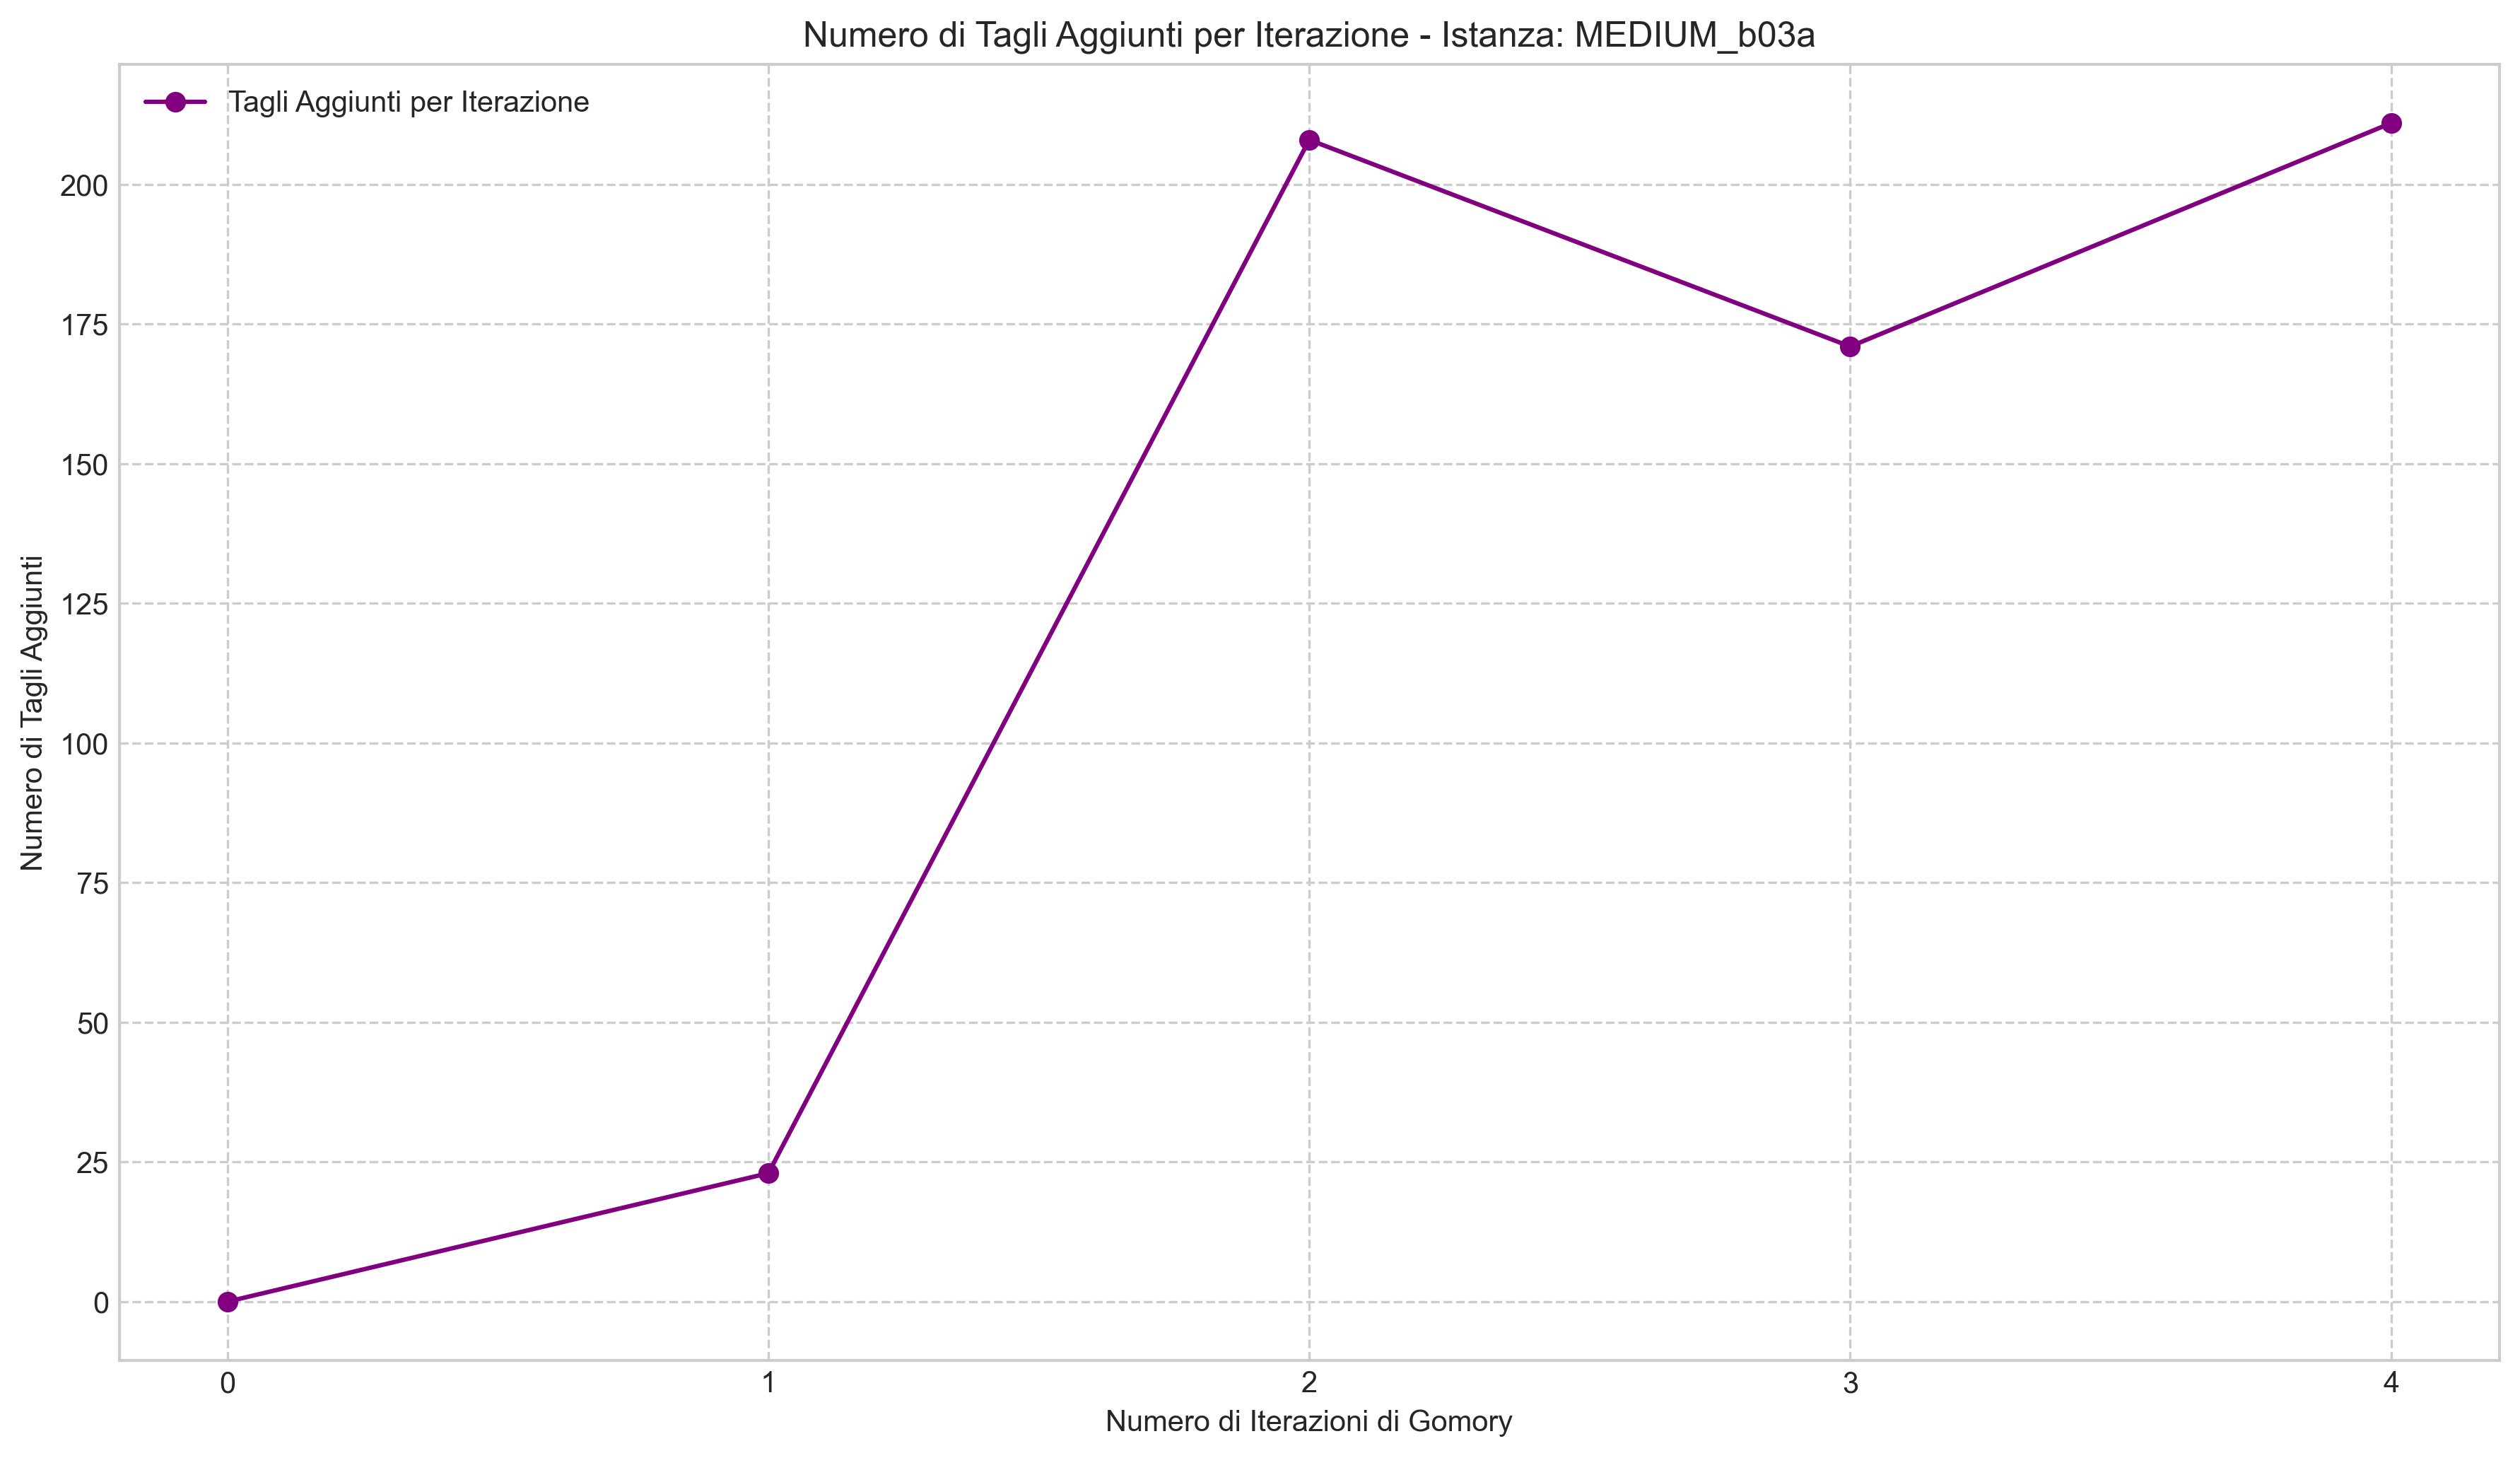 Numero di Tagli Aggiunti per Iterazione - Istanza: MEDIUM_b03a
Tagli Aggiunti per Iterazione
Numero di Tagli Aggiunti
200
175
150
125
100
75
50
25
0
0 1 2 3 4
Numero di Iterazioni di Gomory